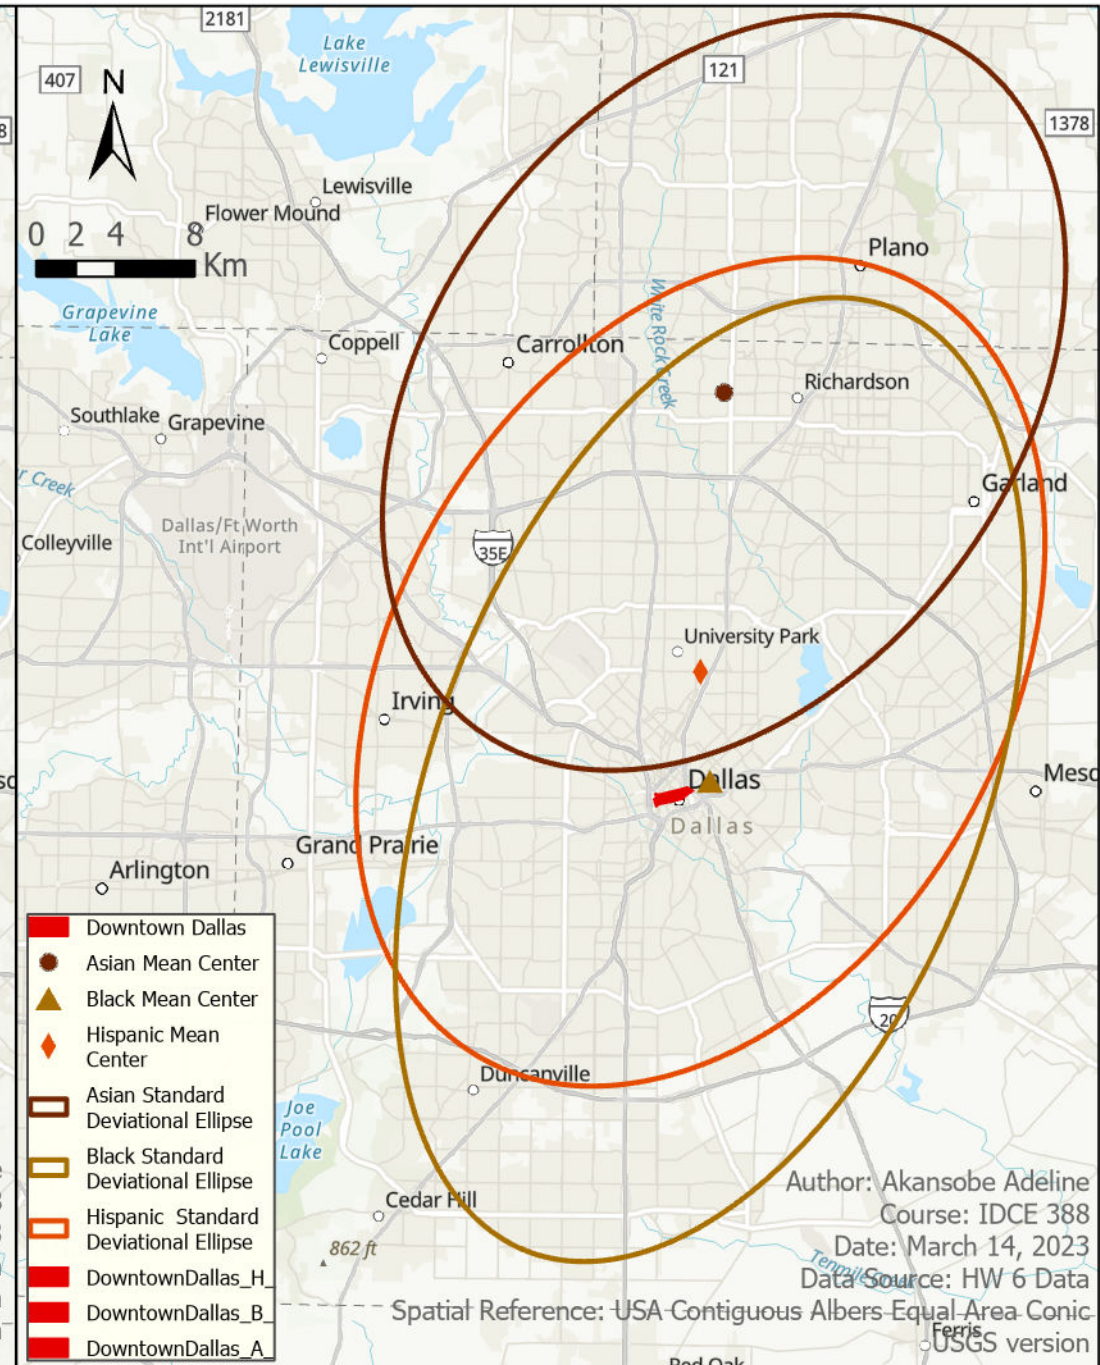 2181
Lake
Lewisville
121
407
N
1378
8
Lewisville
Flower Mound
0 2 4 8
Km
Plano
Grapevine
Lake
White Rock Creek
Coppell
Carrollton
Richardson
Southlake
Grapevine
r Creek
Garland
Dallas/Ft Worth
Int'l Airport
Colleyville
35E
University Park
Irving
Dallas
Mesq
Dallas
Grand Prairie
Arlington
Downtown Dallas
Asian Mean Center
Black Mean Center
Hispanic Mean
Center
Asian Standard
Deviational Ellipse
Black Standard
Deviational Ellipse
Hispanic Standard
Deviational Ellipse
DowntownDallas_H_
DowntownDallas_B_
DowntownDallas_A_
20
Duncanville
Joe
Pool
Lake
Cedar Hill
862 ft
Author: Akansobe Adeline
Course: IDCE 388
Date: March 14, 2023
Tenmile Creek
Data Source: HW 6 Data
Spatial Reference: USA Contiguous Albers Equal Area Conic
USGS version
Ferris
Red Oak